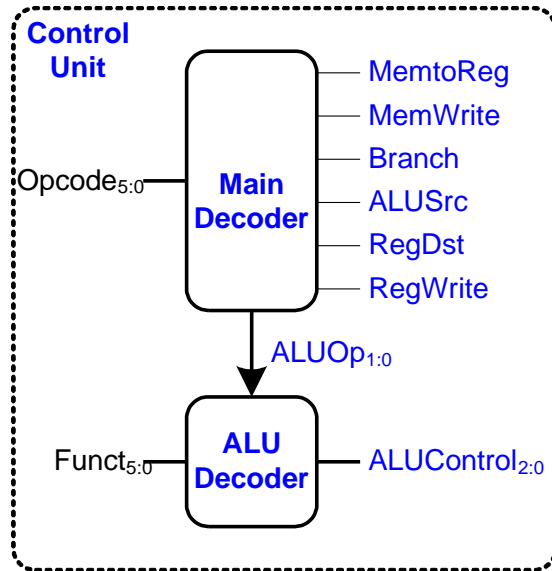 Control
Unit
MemtoReg
MemWrite
Branch
Opcode5:0
Main
Decoder
ALUSrc
RegDst
RegWrite
ALUOp1:0
Funct5:0
ALU
Decoder
ALUControl2:0